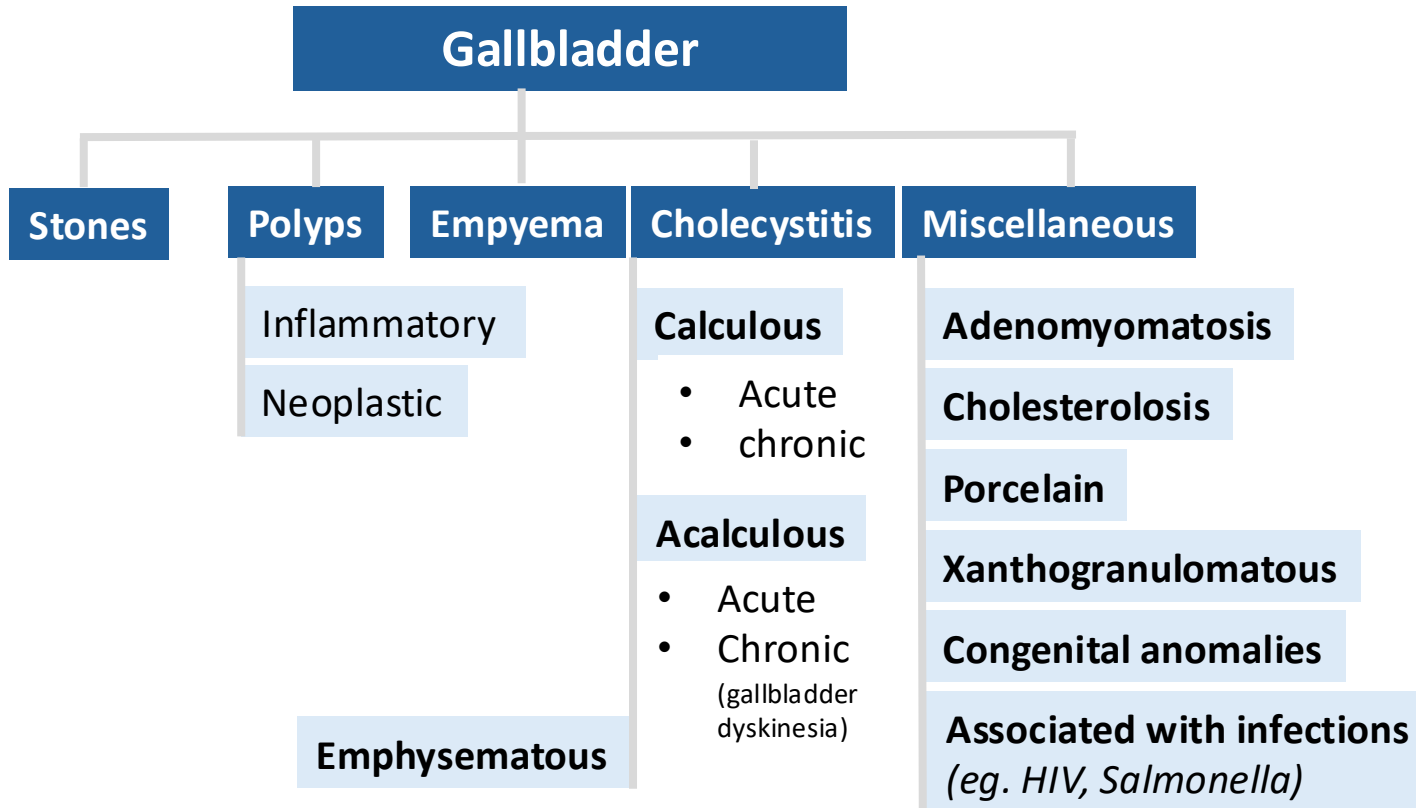 Gallbladder
Stones
Polyps
Empyema
Cholecystitis
Miscellaneous
Inflammatory
Neoplastic
Calculous
• Acute
• chronic
Acalculous
• Acute
• Chronic
(gallbladder
dyskinesia)
Emphysematous
Adenomyomatosis
Cholesterolosis
Porcelain
Xanthogranulomatous
Congenital anomalies
Associated with infections
(eg. HIV, Salmonella)